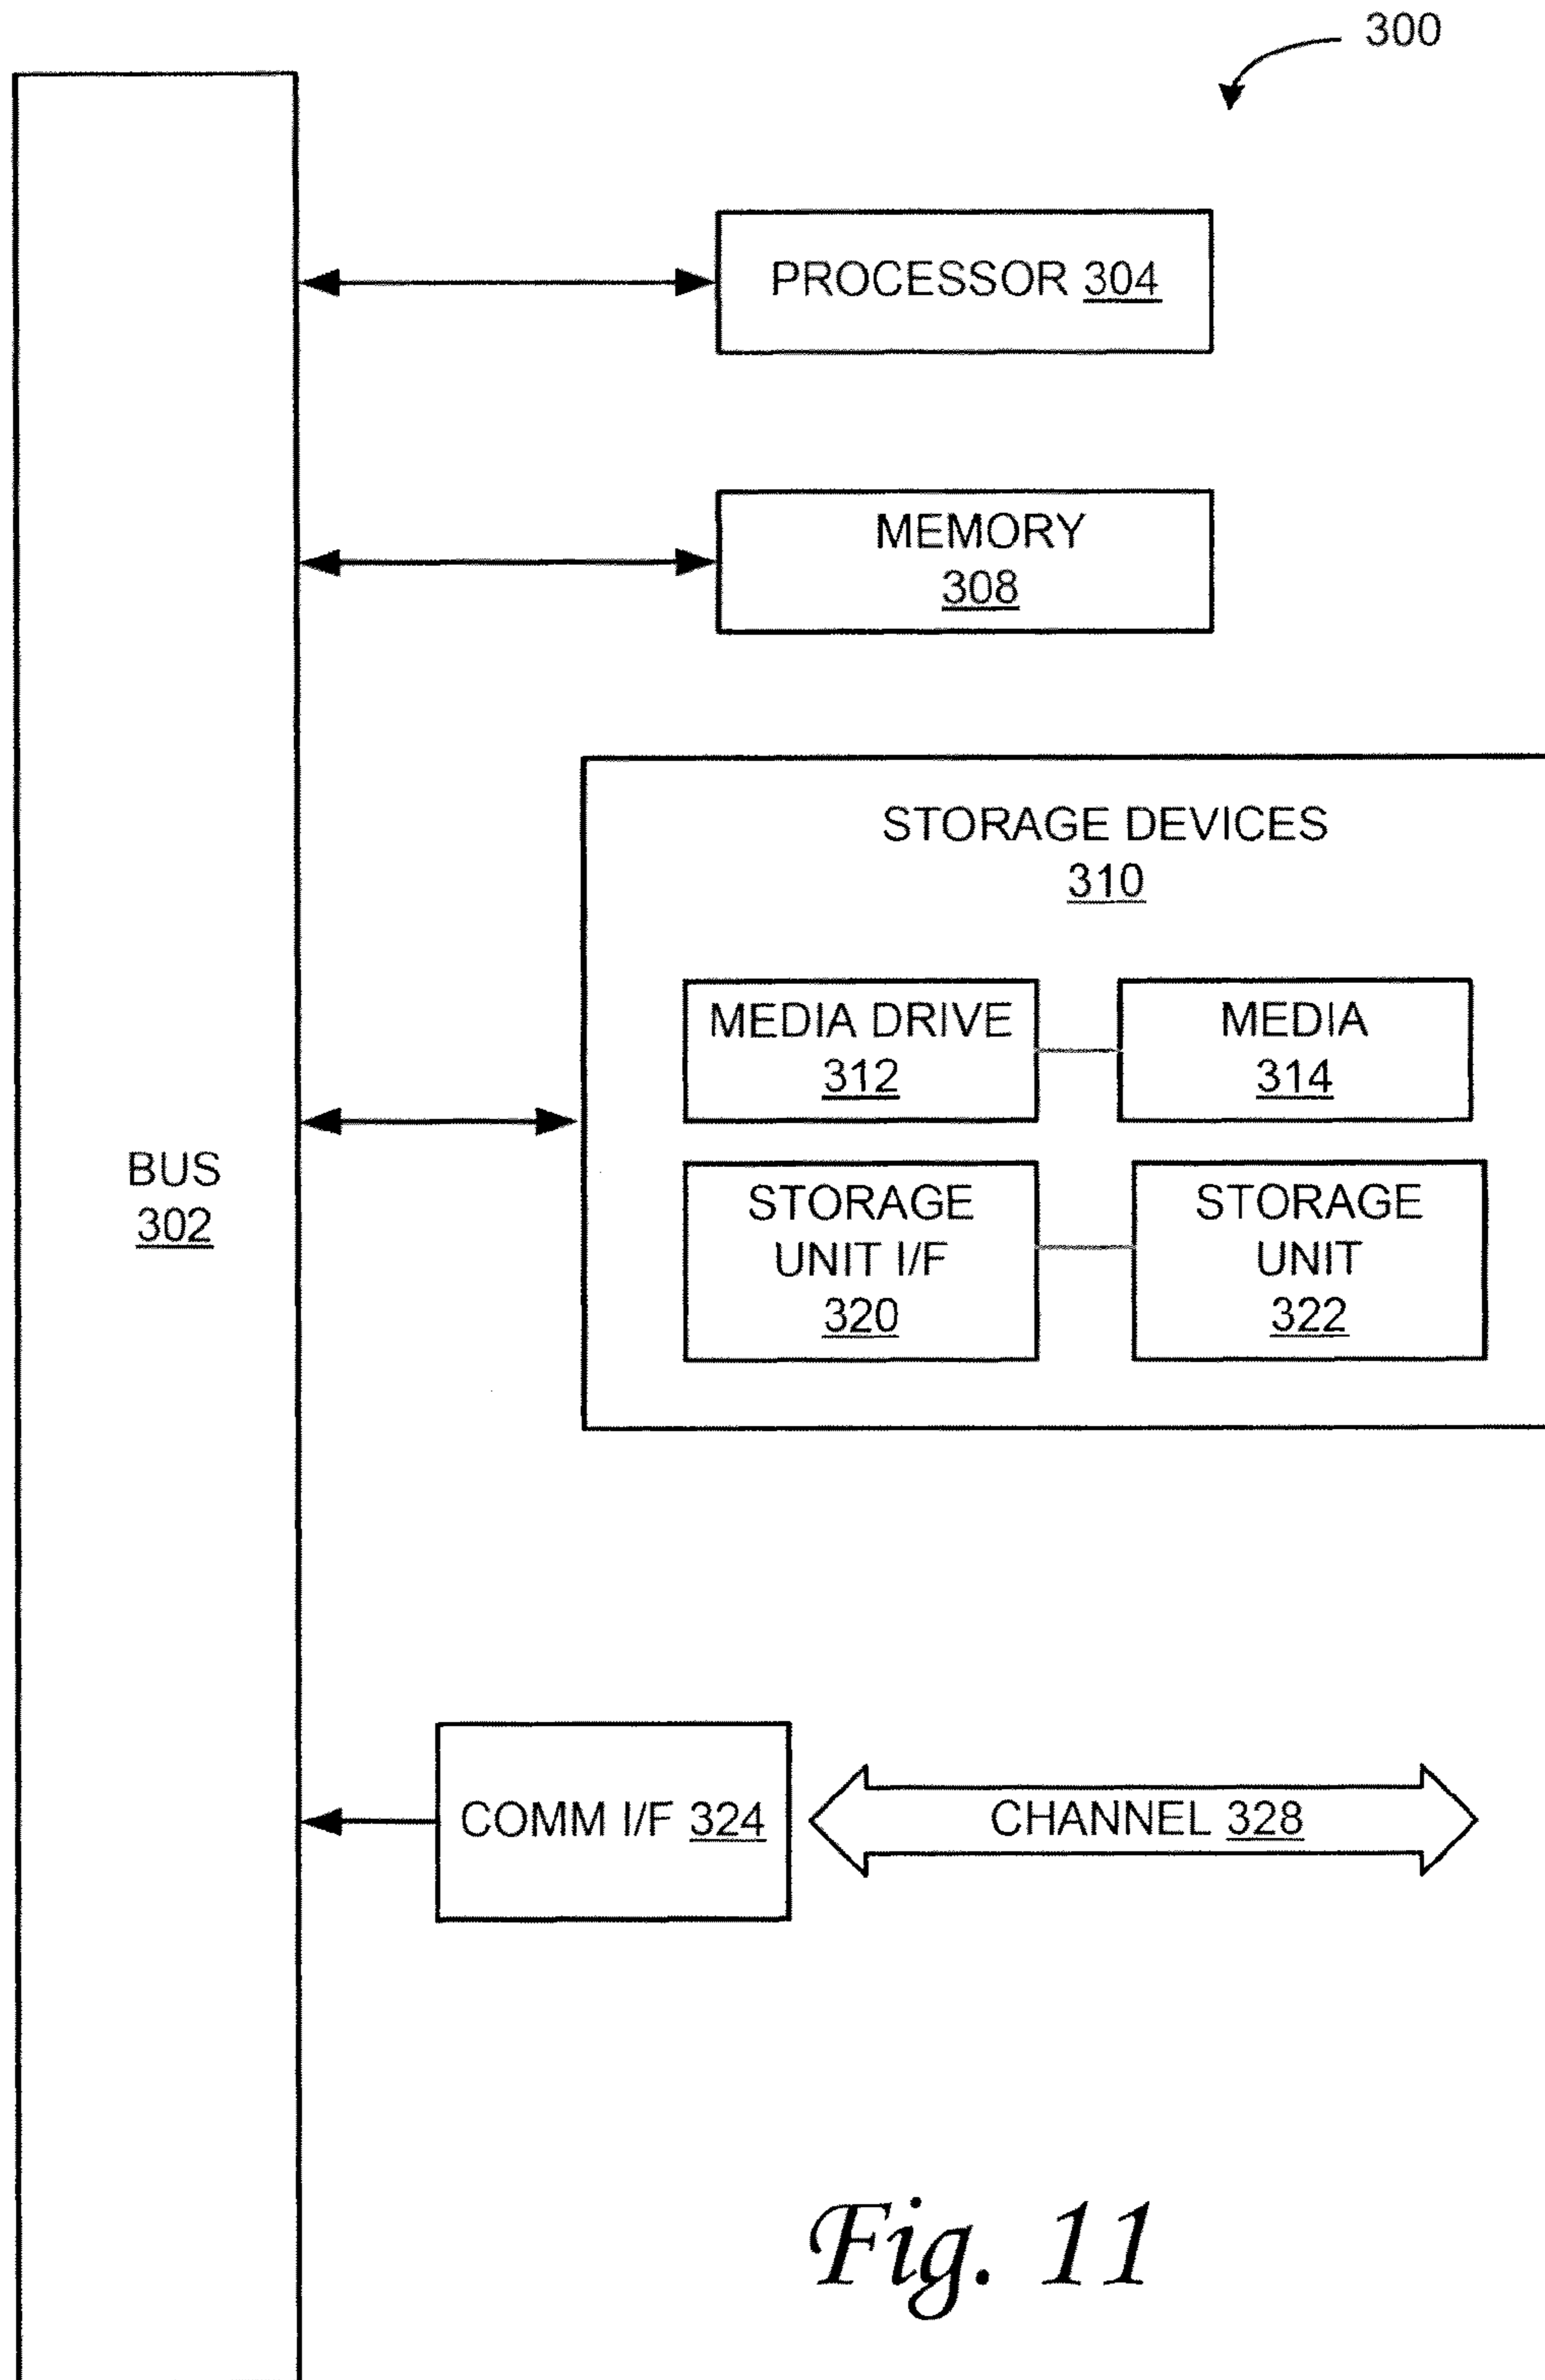 300
PROCESSOR 304
MEMORY
308
STORAGE DEVICES
310
MEDIA DRIVE
312
MEDIA
314
BUS
302
STORAGE
UNIT I/F
320
STORAGE
UNIT
322
COMM I/F 324
CHANNEL 328
Fig. 11